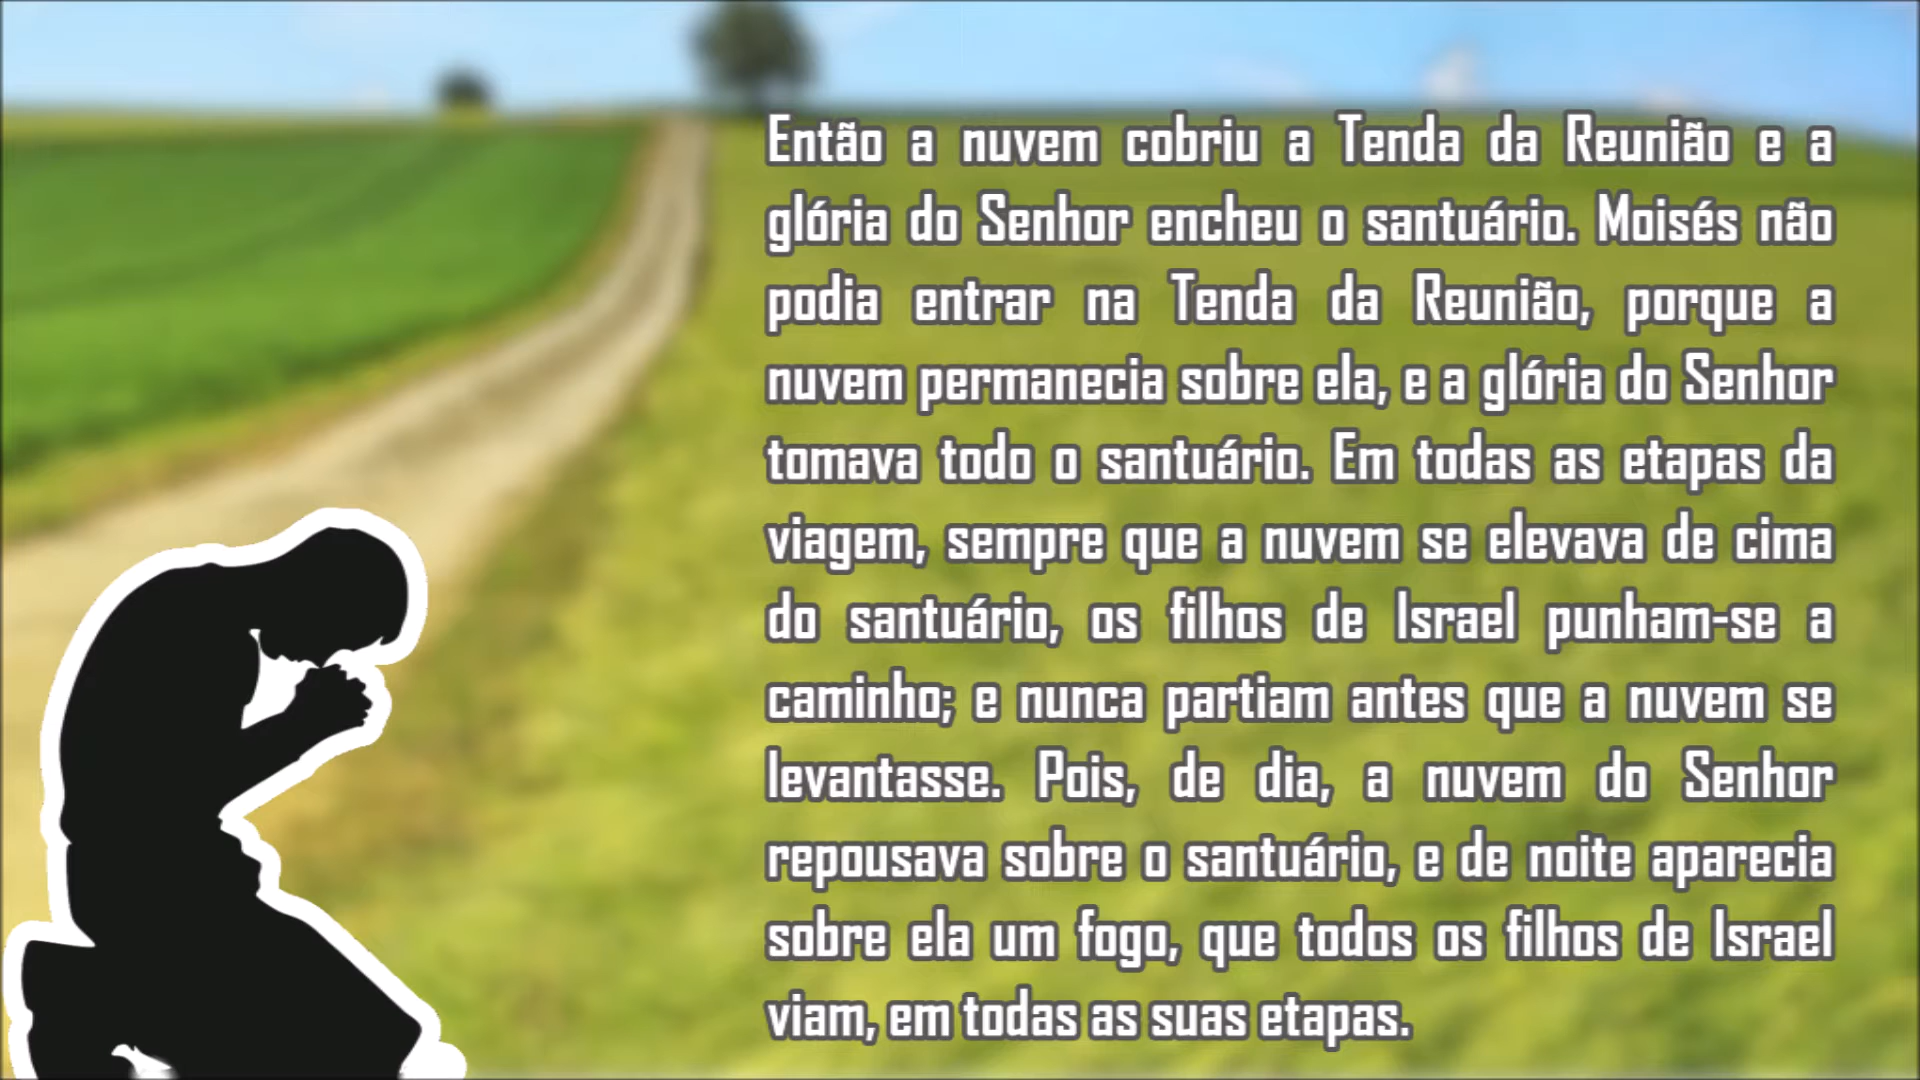 Então a nuvem cobriu a Tenda da Reunião e a
glória do Senhor encheu o santuário. Moisés não
podia entrar na Tenda da Reunião, porque a
nuvem permanecia sobre ela, e a glória do Senhor
tomava todo o santuário. Em todas as etapas da
viagem, sempre que a nuvem se elevava de cima
do santuário, os filhos de Israel punham-se a
caminho; e nunca partiam antes que a nuvem se
levantasse. Pois, de dia, a nuvem do Senhor
repousava sobre o santuário, e de noite aparecia
sobre ela um fogo, que todos os filhos de Israel
viam, em todas as suas etapas.